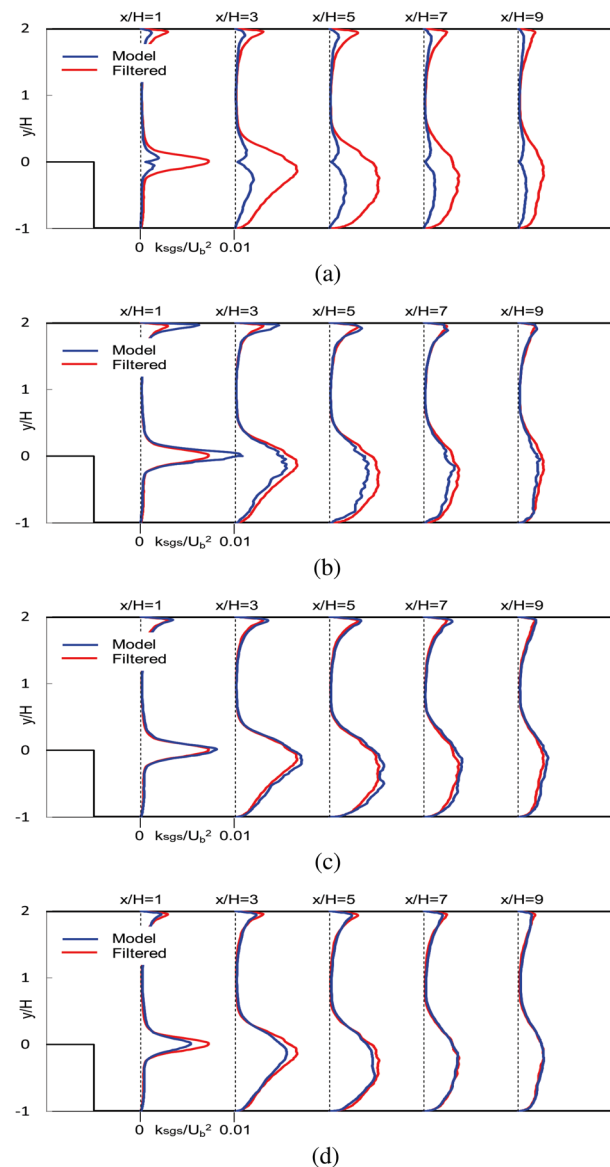 x/H=1 x/H=3 x/H=5 x/H=7 x/H=9
2
Model
Filtered
1
y/H
0
-1
0 ksgs/Ub² 0.01
(a)
x/H=1 x/H=3 x/H=5 x/H=7 x/H=9
2
Model
Filtered
1
y/H
0
-1
0 ksgs/Ub² 0.01
(b)
x/H=1 x/H=3 x/H=5 x/H=7 x/H=9
2
Model
Filtered
1
y/H
0
-1
0 ksgs/Ub² 0.01
(c)
x/H=1 x/H=3 x/H=5 x/H=7 x/H=9
2
Model
Filtered
1
y/H
0
-1
0 ksgs/Ub² 0.01
(d)